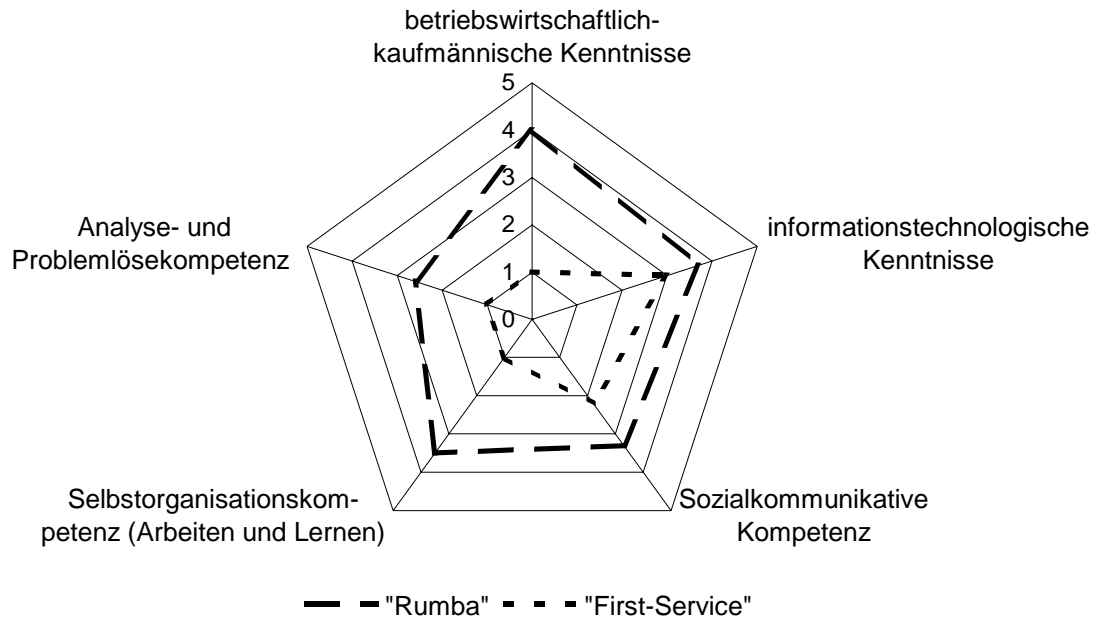 betriebswirtschaftlich-
kaufmännische Kenntnisse
5
4
3
2
1
0
informationstechnologische
Kenntnisse
Analyse- und
Problemlösekompetenz
Selbstorganisationskom-
petenz (Arbeiten und Lernen)
Sozialkommunikative
Kompetenz
"Rumba" "First-Service"